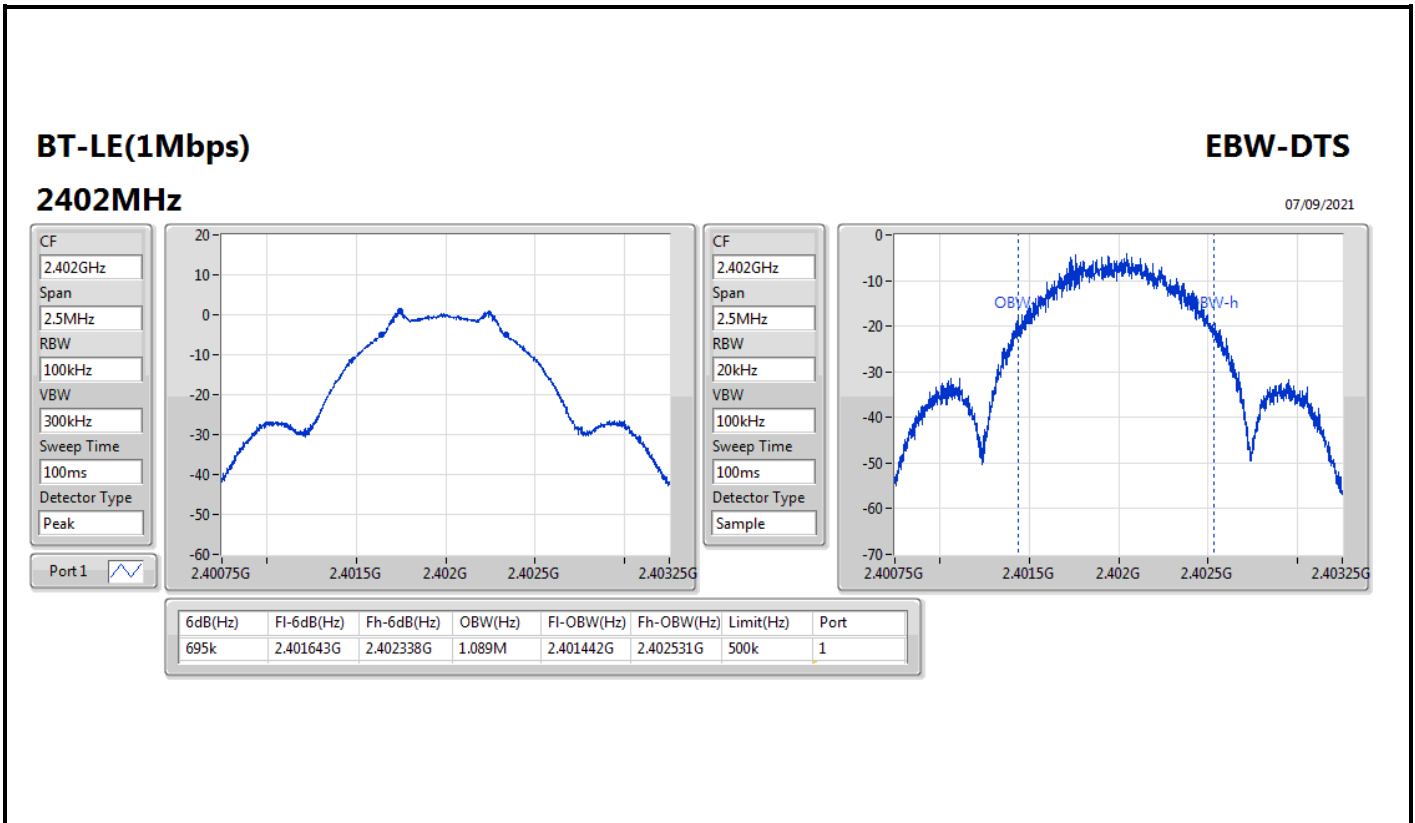 BT-LE(1Mbps)
EBW-DTS
2402MHz
07/09/2021
CF
2.402GHz
Span
2.5MHz
RBW
100kHz
VBW
300kHz
Sweep Time
100ms
Detector Type
Peak
Port 1
20
10
0
-10
-20
-30
-40
-50
-60
2.40075G 2.4015G 2.402G 2.4025G 2.40325G
CF
2.402GHz
Span
2.5MHz
RBW
20kHz
VBW
100kHz
Sweep Time
100ms
Detector Type
Sample
0
-10
-20
-30
-40
-50
-60
-70
OBW BW-h
2.40075G 2.4015G 2.402G 2.4025G 2.40325G
6dB(Hz) Fl-6dB(Hz) Fh-6dB(Hz) OBW(Hz) Fl-OBW(Hz) Fh-OBW(Hz) Limit(Hz) Port
695k 2.401643G 2.402338G 1.089M 2.401442G 2.402531G 500k 1